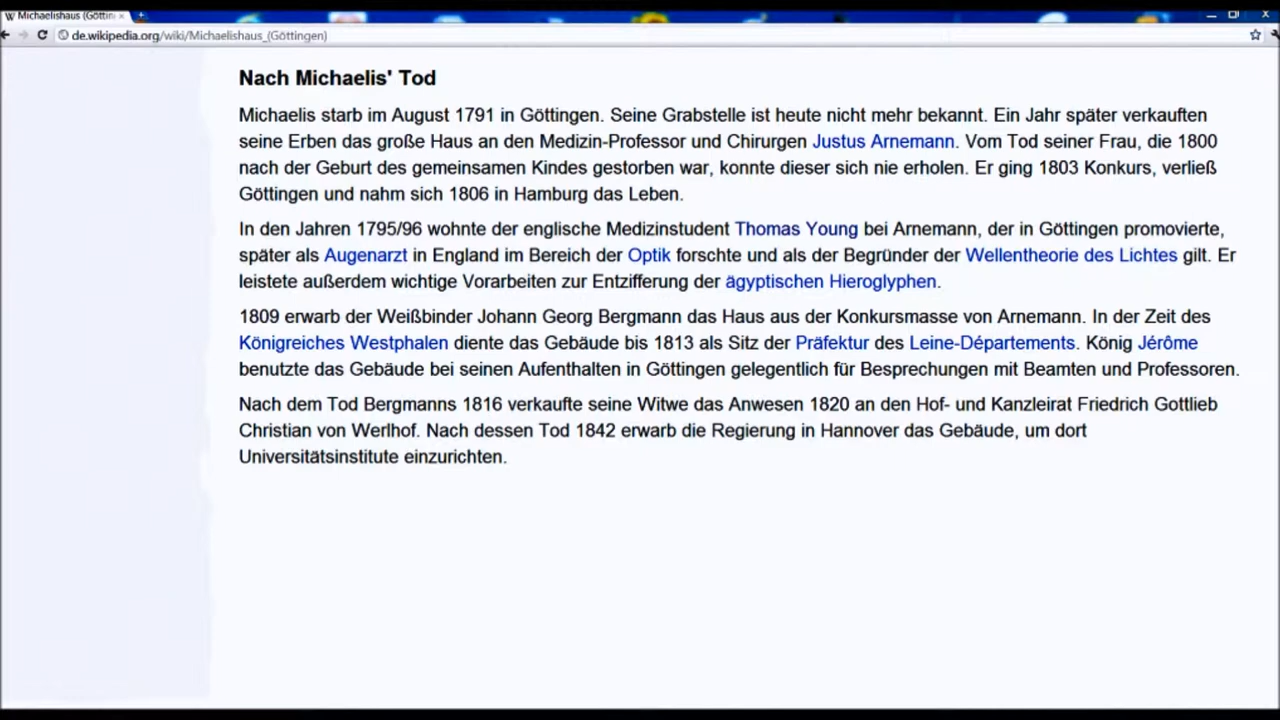 Michaelishaus (Götting
de.wikipedia.org/wiki/Michaelishaus_(Göttingen)
Nach Michaelis' Tod
Michaelis starb im August 1791 in Göttingen. Seine Grabstelle ist heute nicht mehr bekannt. Ein Jahr später verkauften
seine Erben das große Haus an den Medizin-Professor und Chirurgen Justus Arnemann. Vom Tod seiner Frau, die 1800
nach der Geburt des gemeinsamen Kindes gestorben war, konnte dieser sich nie erholen. Er ging 1803 Konkurs, verließ
Göttingen und nahm sich 1806 in Hamburg das Leben.
In den Jahren 1795/96 wohnte der englische Medizinstudent Thomas Young bei Arnemann, der in Göttingen promovierte,
später als Augenarzt in England im Bereich der Optik forschte und als der Begründer der Wellentheorie des Lichtes gilt. Er
leistete außerdem wichtige Vorarbeiten zur Entzifferung der ägyptischen Hieroglyphen.
1809 erwarb der Weißbinder Johann Georg Bergmann das Haus aus der Konkursmasse von Arnemann. In der Zeit des
Königreiches Westphalen diente das Gebäude bis 1813 als Sitz der Präfektur des Leine-Départements. König Jérôme
benutzte das Gebäude bei seinen Aufenthalten in Göttingen gelegentlich für Besprechungen mit Beamten und Professoren.
Nach dem Tod Bergmanns 1816 verkaufte seine Witwe das Anwesen 1820 an den Hof- und Kanzleirat Friedrich Gottlieb
Christian von Werlhof. Nach dessen Tod 1842 erwarb die Regierung in Hannover das Gebäude, um dort
Universitätsinstitute einzurichten.